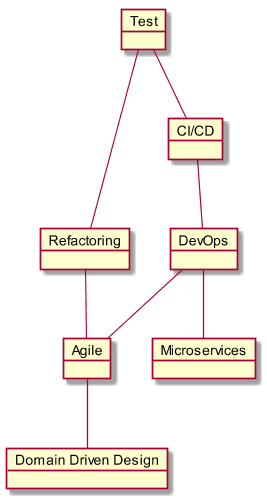 Test
CI/CD
Refactoring
DevOps
Agile
Microservices
Domain Driven Design